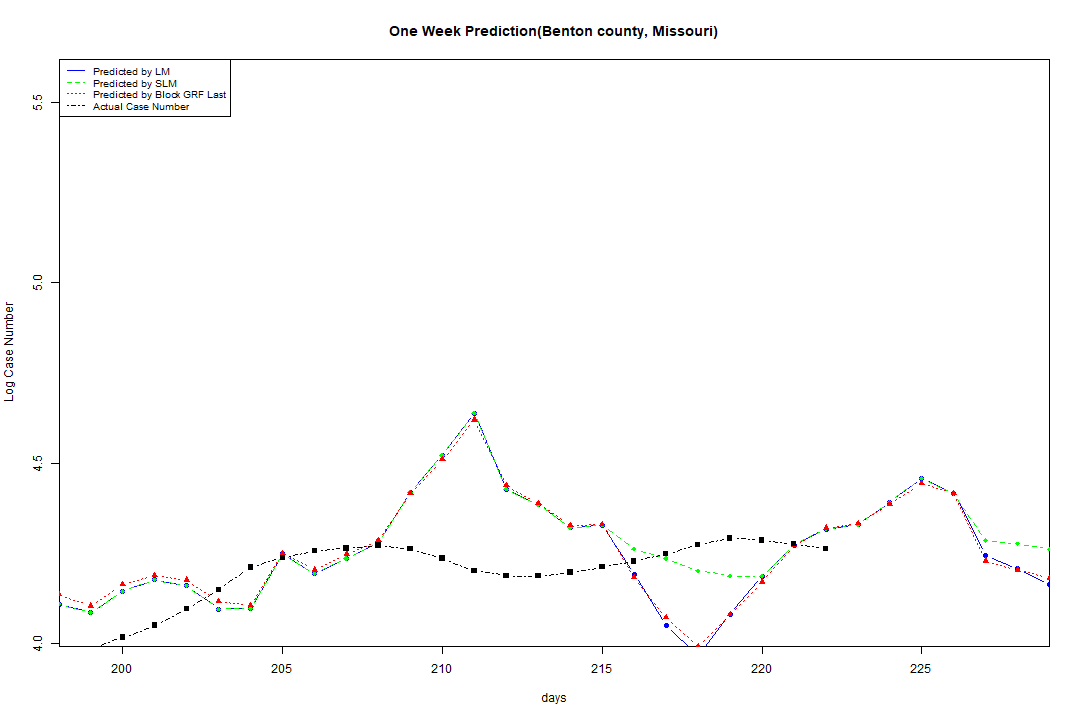 One Week Prediction(Benton county, Missouri)
Predicted by LM
Predicted by SLM
Predicted by Block GRF Last
Actual Case Number
5.5
5.0
4.5
4.0
Log Case Number
200 205 210 215 220 225
days